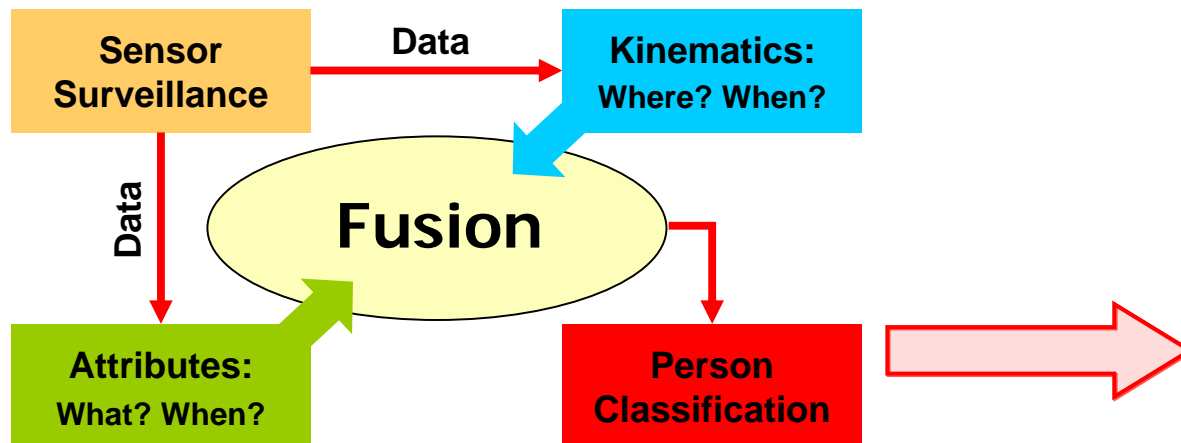 Sensor
Surveillance
Data
Kinematics:
Where? When?
Data
Fusion
Attributes:
What? When?
Person
Classification